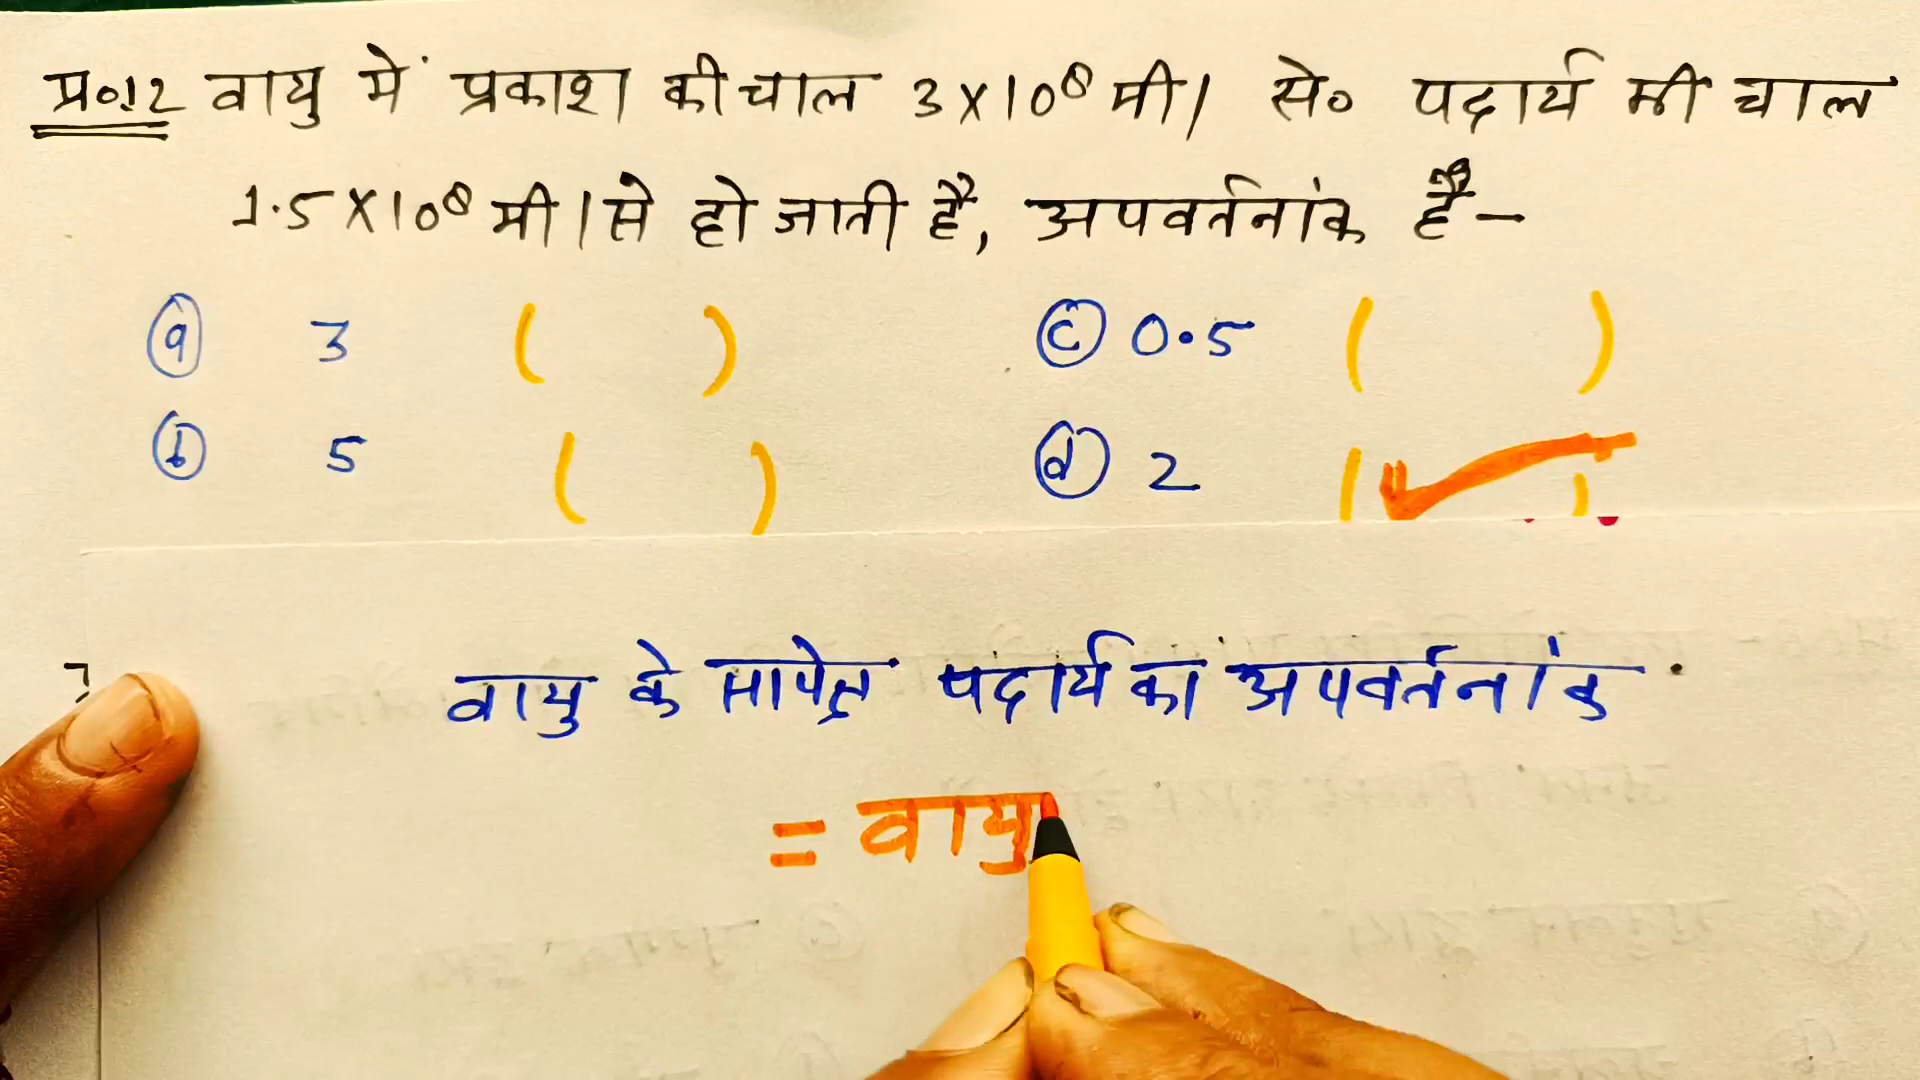 प्र०12 वायु में प्रकाश की चाल 3×10⁸ मी/ से० पदार्थ में चाल
1.5×10⁸ मी/से हो जाती है, अपवर्तनांक है-
(a) 3 ( )
(c) 0.5 ( )
(b) 5 ( )
(d) 2 (✓)
वायु के सापेक्ष पदार्थ का अपवर्तनांक
= वायु